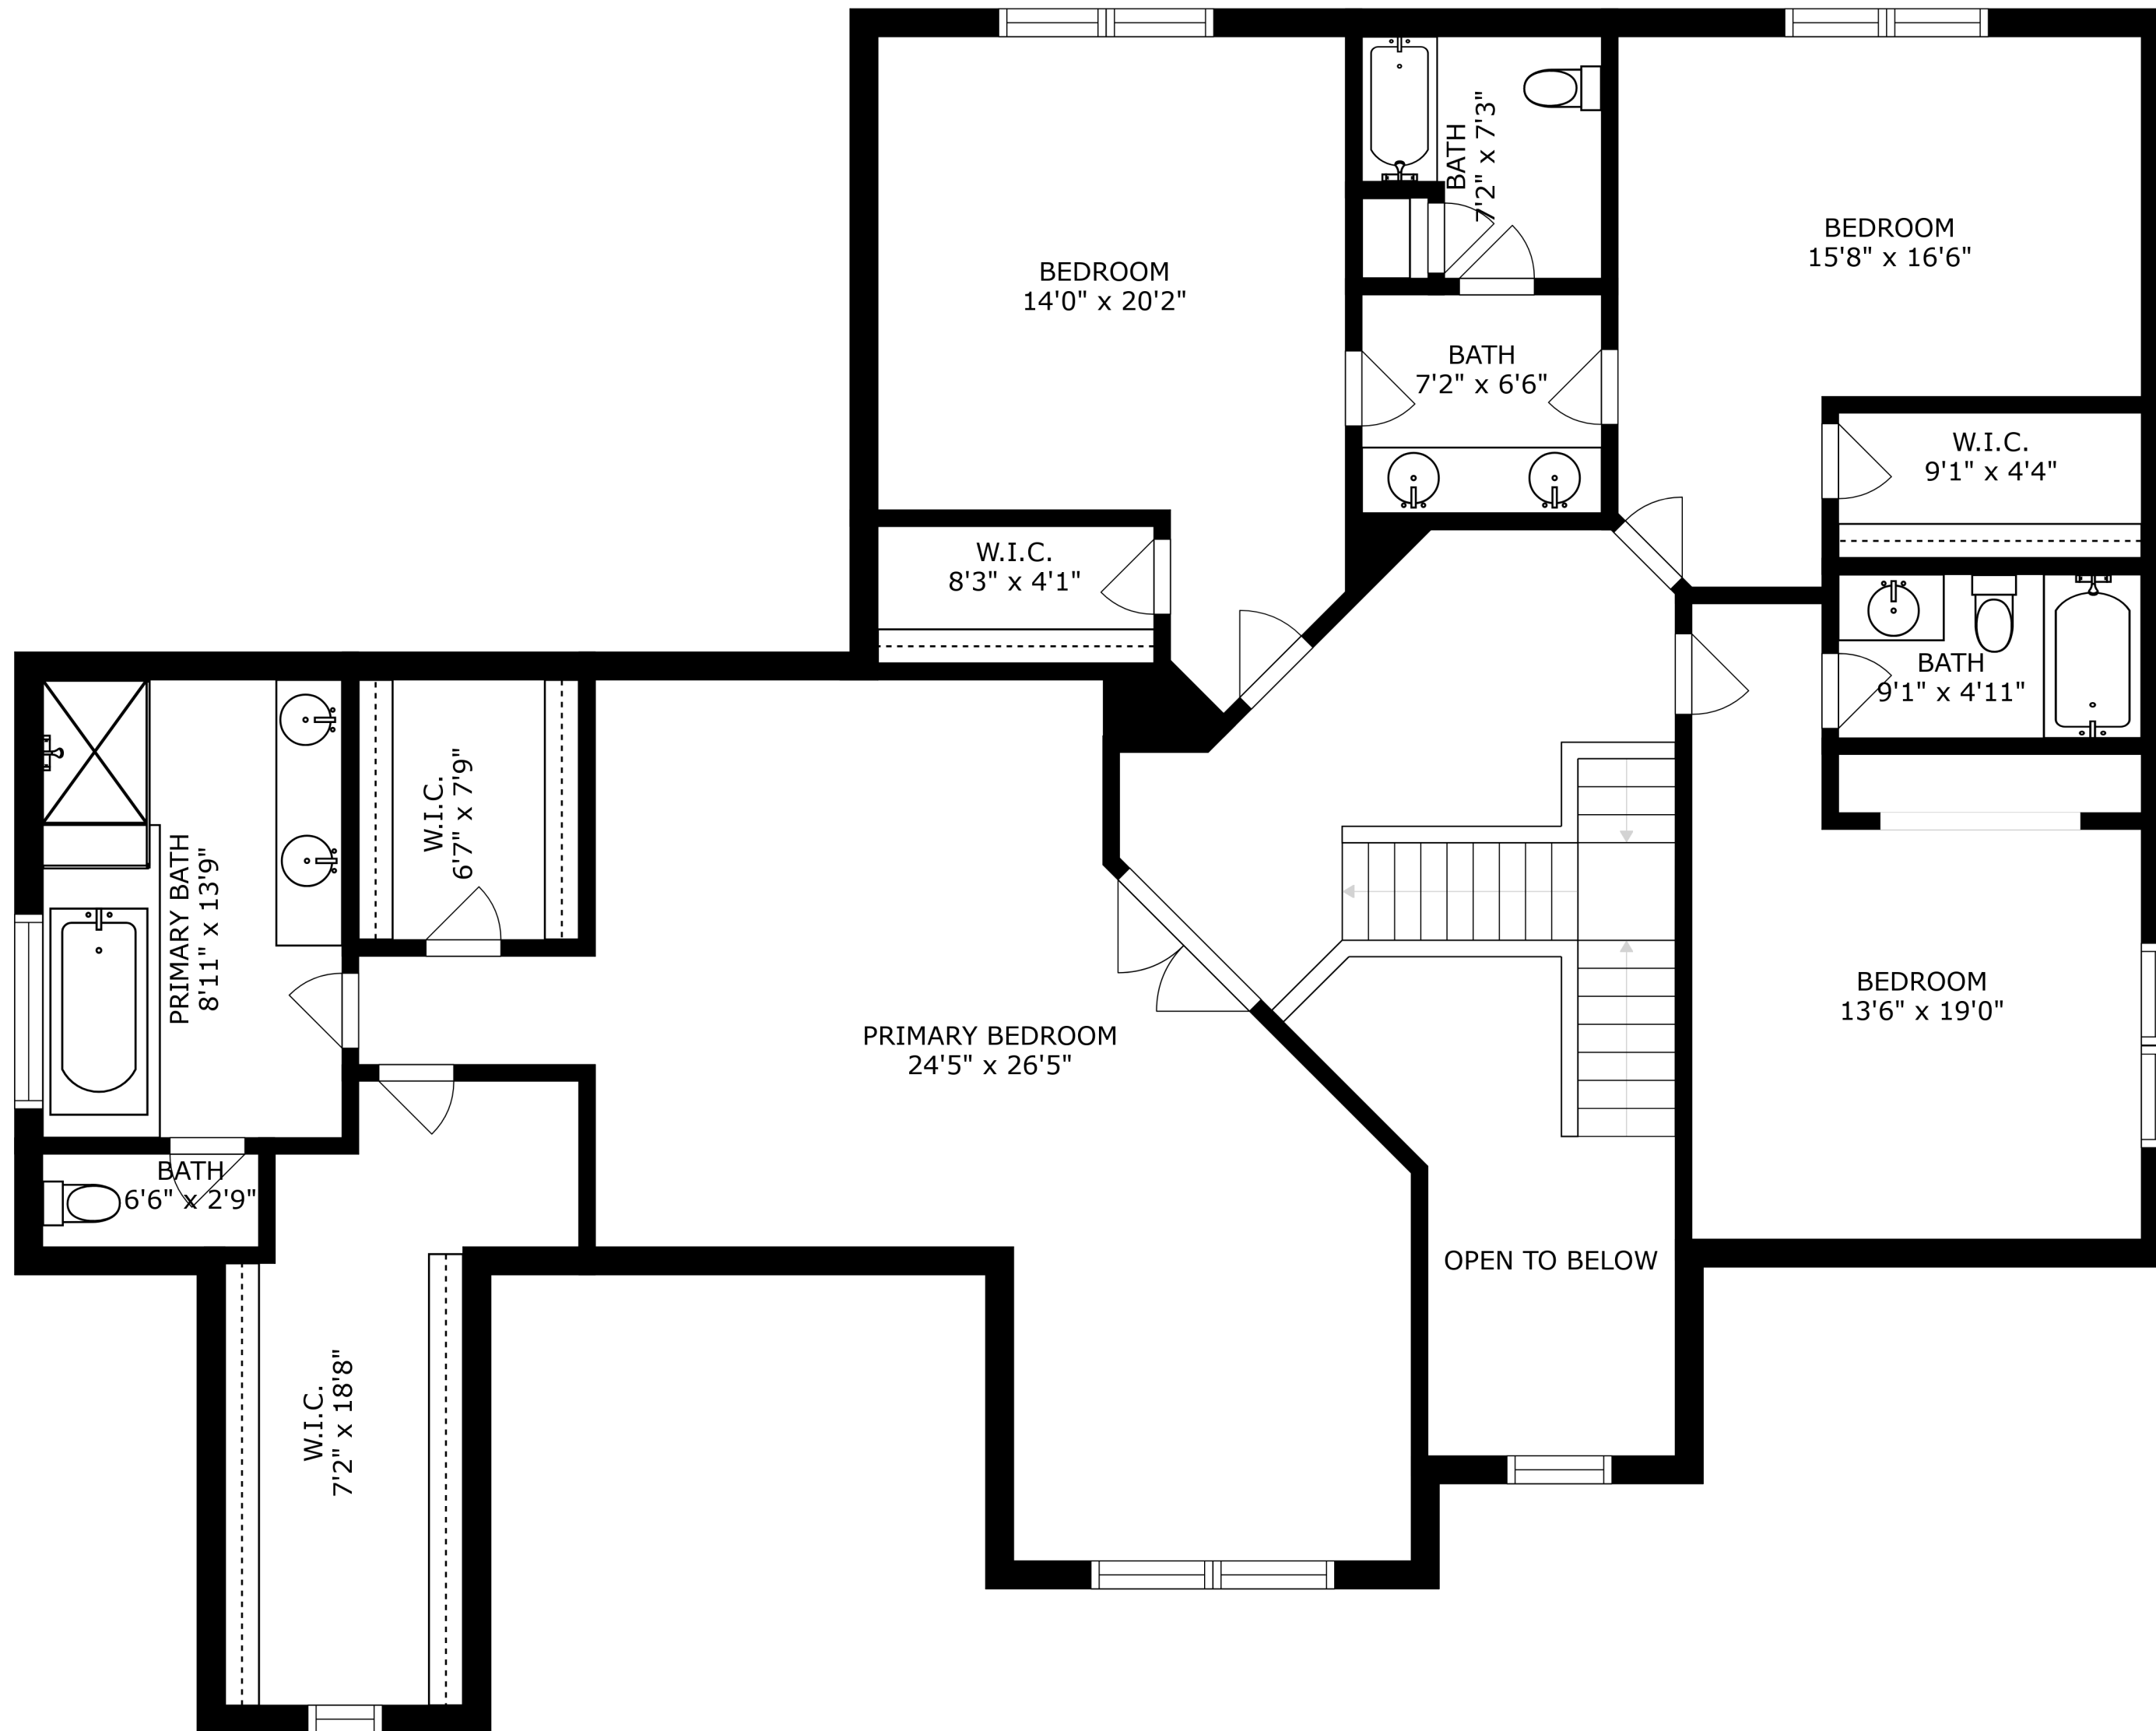 BATH
7'2" x 7'3"
BEDROOM
15'8" x 16'6"
BEDROOM
14'0" x 20'2"
BATH
7'2" x 6'6"
W.I.C.
9'1" x 4'4"
W.I.C.
8'3" x 4'1"
BATH
9'1" x 4'11"
W.I.C.
6'7" x 7'9"
PRIMARY BATH
8'11" x 13'9"
BEDROOM
13'6" x 19'0"
PRIMARY BEDROOM
24'5" x 26'5"
BATH
6'6" x 2'9"
OPEN TO BELOW
W.I.C.
7'2" x 18'8"